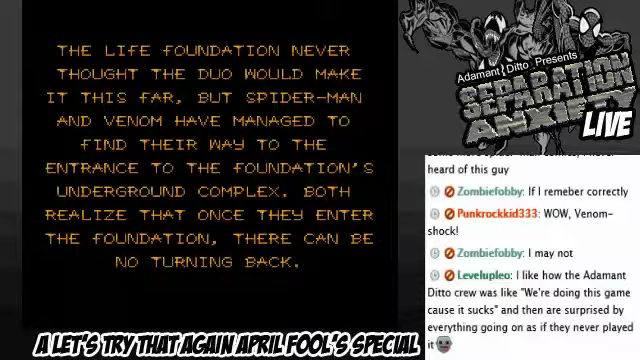 THE LIFE FOUNDATION NEVER
THOUGHT THE DUO WOULD MAKE
IT THIS FAR, BUT SPIDER-MAN
AND VENOM HAVE MANAGED TO
FIND THEIR WAY TO THE
ENTRANCE TO THE FOUNDATION'S
UNDERGROUND COMPLEX. BOTH
REALIZE THAT ONCE THEY ENTER
THE FOUNDATION, THERE CAN BE
NO TURNING BACK.
Adamant Ditto Presents
SEPARATION
ANXIETY
LIVE
heard of this guy
Zombiefobby: If I remeber correctly
Punkrockkid333: WOW, Venom-
shock!
Zombiefobby: I may not
Levelupleo: I like how the Adamant
Ditto crew was like "We're doing this game
cause it sucks" and then are surprised by
everything going on as if they never played
it
A LET'S TRY THAT AGAIN APRIL FOOL'S SPECIAL